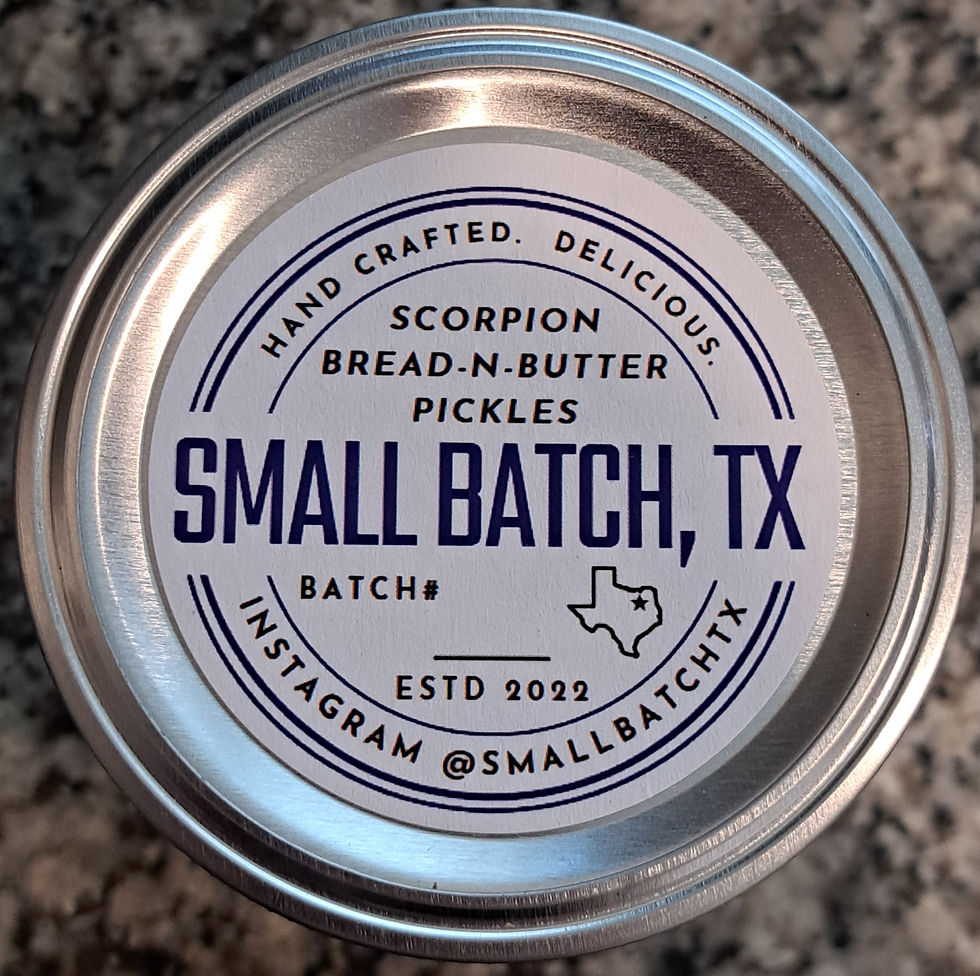 HAND CRAFTED. DELICIOUS.
SCORPION
BREAD-N-BUTTER
PICKLES
SMALL BATCH, TX
BATCH#
ESTD 2022
INSTAGRAM @SMALLBATCHTX